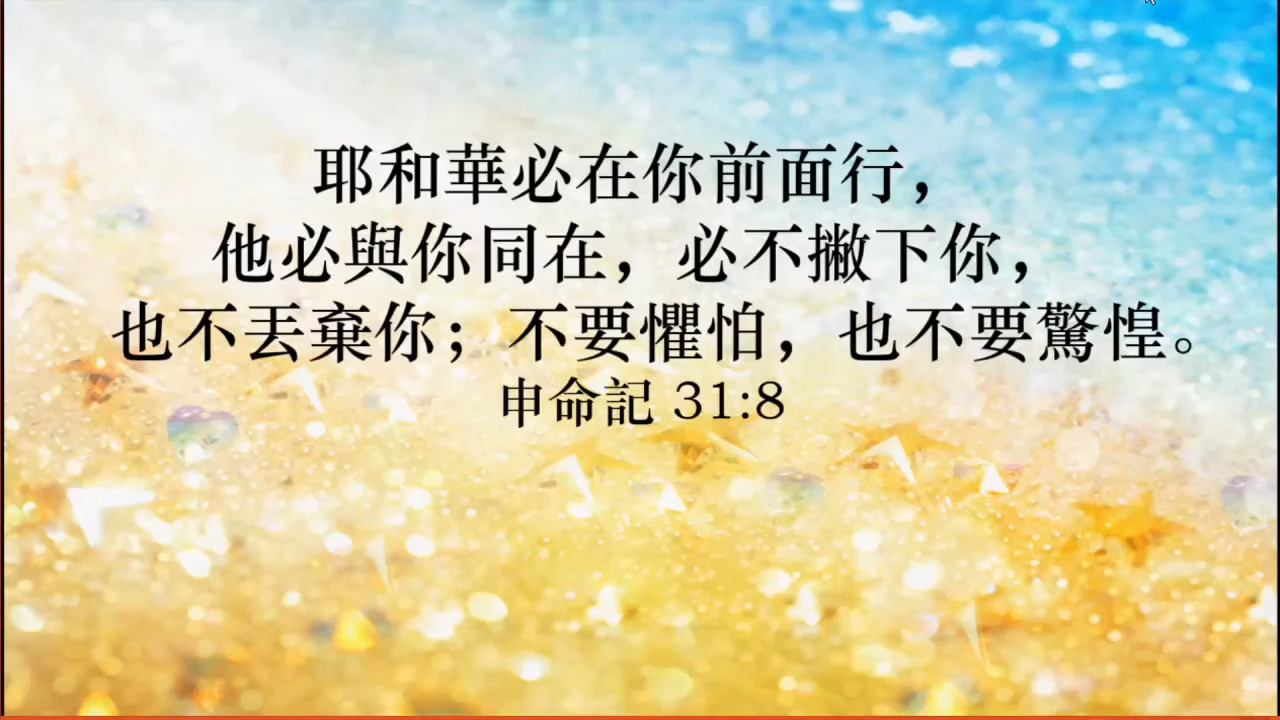 耶和華必在你前面行，
他必與你同在，必不撇下你，
也不丟棄你；不要懼怕，也不要驚惶。
申命記 31:8